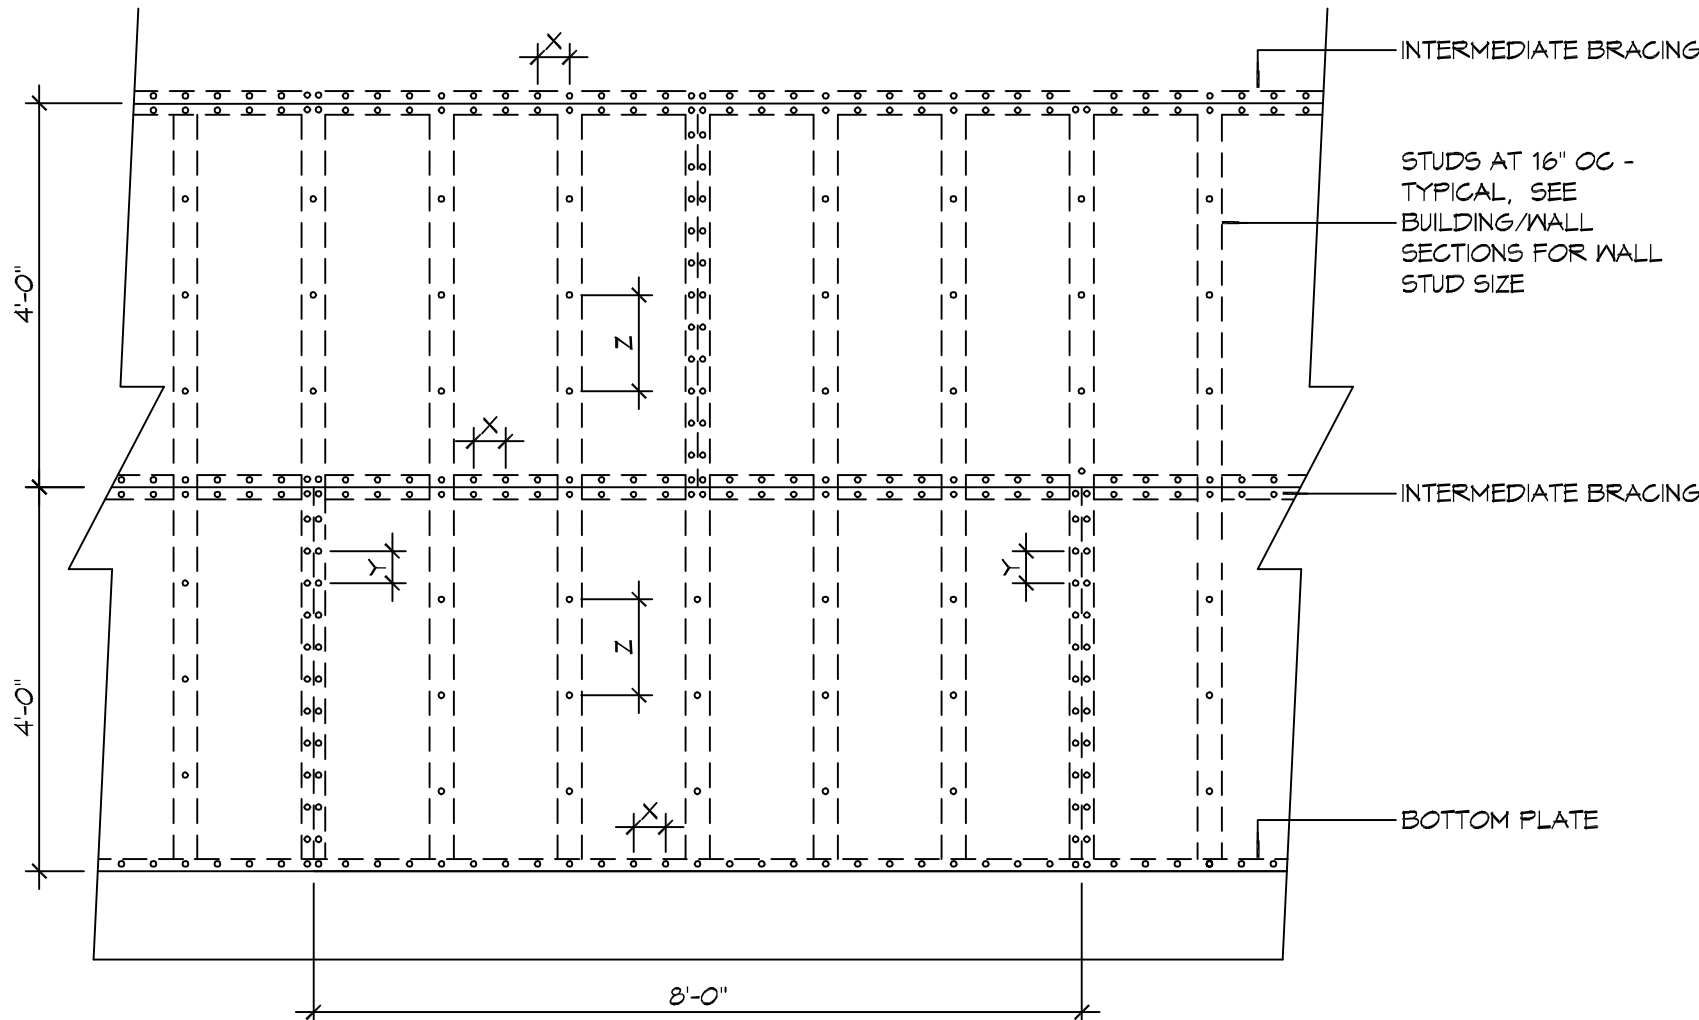 X
INTERMEDIATE BRACING
STUDS AT 16" OC -
TYPICAL, SEE
BUILDING/WALL
SECTIONS FOR WALL
STUD SIZE
4'-0"
Z
X
INTERMEDIATE BRACING
Y
Y
Z
4'-0"
X
BOTTOM PLATE
8'-0"